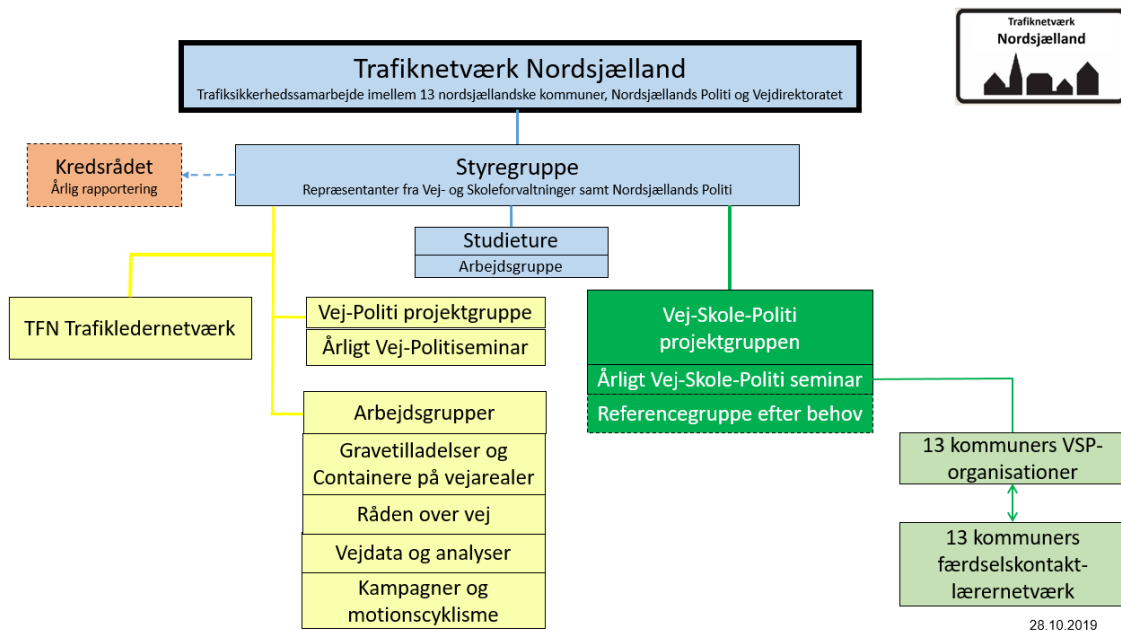 Trafiknetværk
Nordsjælland
Trafiknetværk Nordsjælland
Trafiksikkerhedssamarbejde imellem 13 nordsjællandske kommuner, Nordsjællands Politi og Vejdirektoratet
Kredsrådet
Årlig rapportering
Styregruppe
Repræsentanter fra Vej- og Skoleforvaltninger samt Nordsjællands Politi
Studieture
Arbejdsgruppe
TFN Trafikledernetværk
Vej-Politi projektgruppe
Årligt Vej-Politiseminar
Arbejdsgrupper
Gravetilladelser og
Containere på vejarealer
Råden over vej
Vejdata og analyser
Kampagner og
motionscyklisme
Vej-Skole-Politi
projektgruppen
Årligt Vej-Skole-Politi seminar
Referencegruppe efter behov
13 kommuners VSP-
organisationer
13 kommuners
færdselskontakt-
lærernetværk
28.10.2019